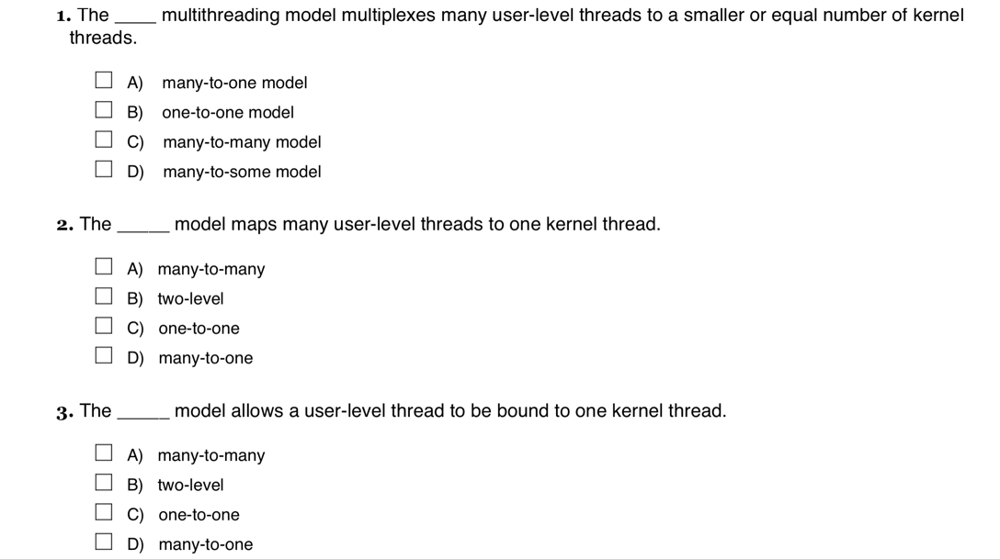 1. The ____ multithreading model multiplexes many user-level threads to a smaller or equal number of kernel
threads.
A) many-to-one model
B) one-to-one model
C) many-to-many model
D) many-to-some model
2. The _____ model maps many user-level threads to one kernel thread.
A) many-to-many
B) two-level
C) one-to-one
D) many-to-one
3. The _____ model allows a user-level thread to be bound to one kernel thread.
A) many-to-many
B) two-level
C) one-to-one
D) many-to-one